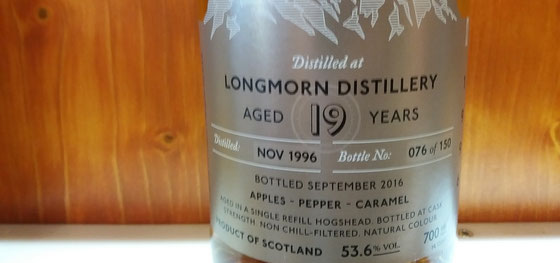 Distilled at
LONGMORN DISTILLERY
AGED 19 YEARS
Distilled: NOV 1996 Bottle No: 076 of 150
BOTTLED SEPTEMBER 2016
APPLES - PEPPER - CARAMEL
AGED IN A SINGLE REFILL HOGSHEAD. BOTTLED AT CASK
STRENGTH. NON CHILL-FILTERED. NATURAL COLOUR
PRODUCT OF SCOTLAND 53.6% VOL. 700